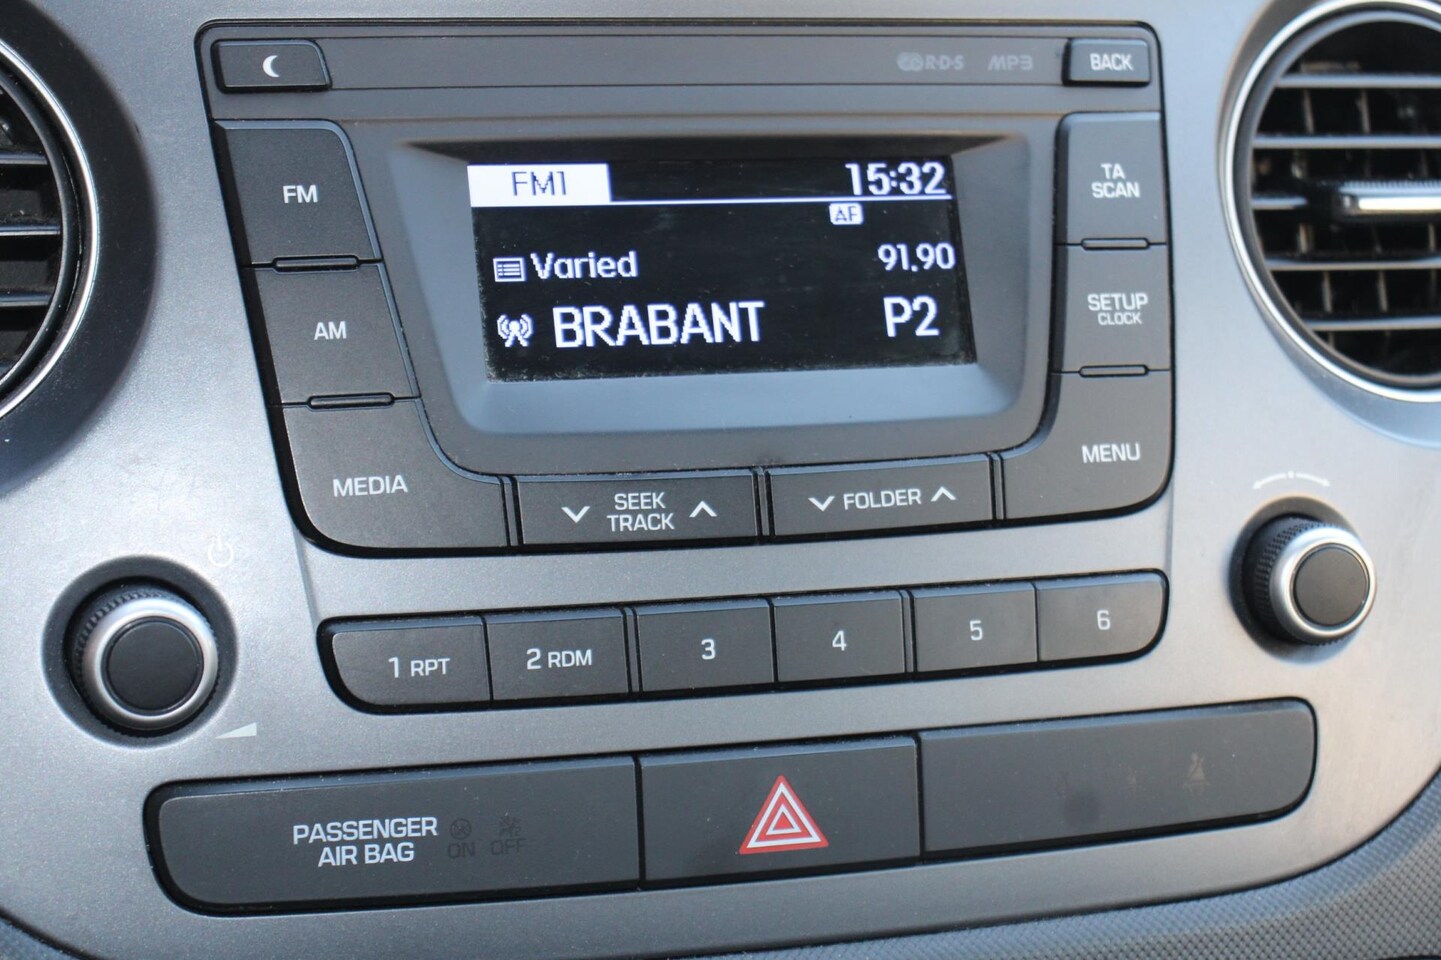 R·D·S MP3 BACK
FM
AM
MEDIA
FM1 15:32
AF
Varied 91.90
BRABANT P2
TA
SCAN
SETUP
CLOCK
MENU
SEEK
TRACK
FOLDER
1 RPT 2 RDM 3 4 5 6
PASSENGER
AIR BAG
ON OFF